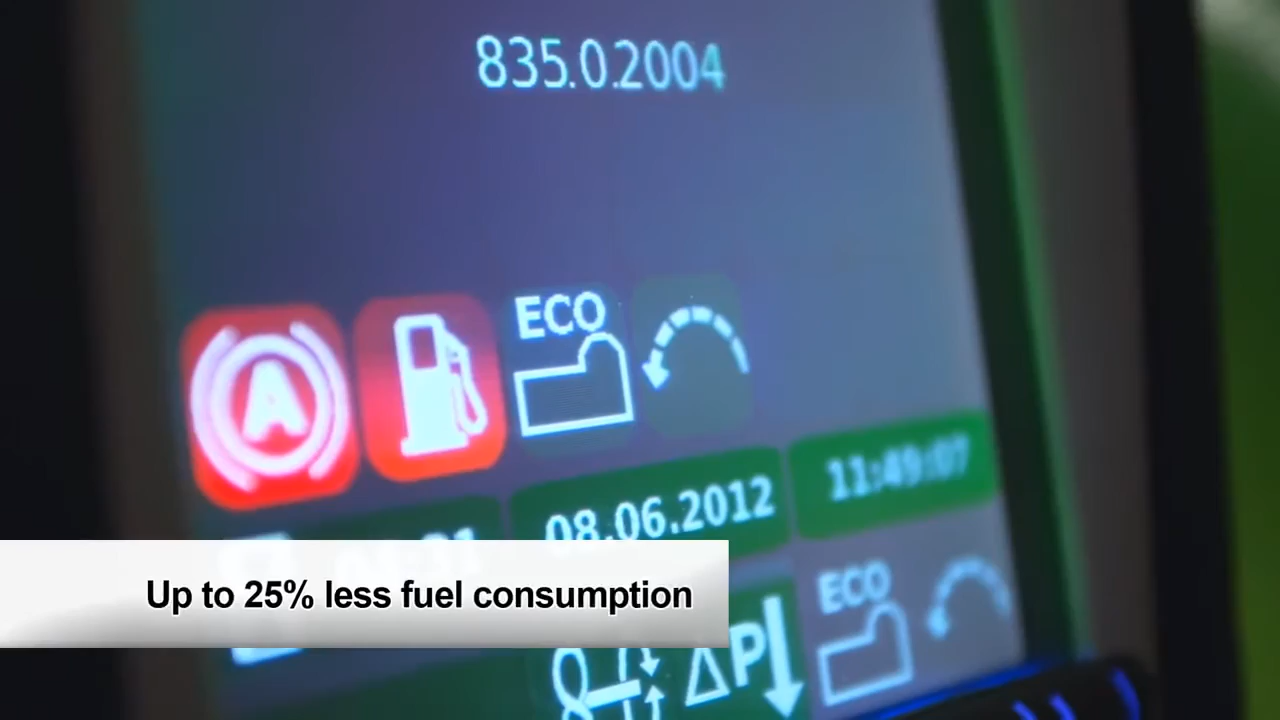 835.0.2004
A
ECO
08.06.2012
11:49:07
Up to 25% less fuel consumption
ECO
ΔP